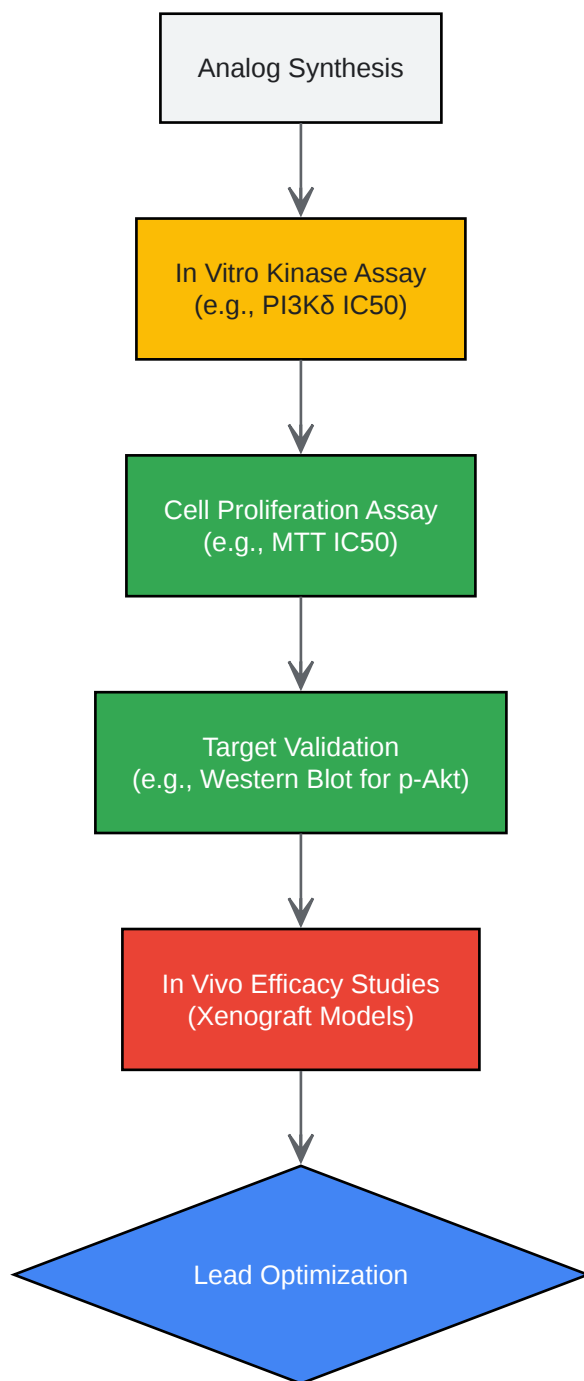 Analog Synthesis
In Vitro Kinase Assay
(e.g., PI3Kδ IC50)
Cell Proliferation Assay
(e.g., MTT IC50)
Target Validation
(e.g., Western Blot for p-Akt)
In Vivo Efficacy Studies
(Xenograft Models)
Lead Optimization